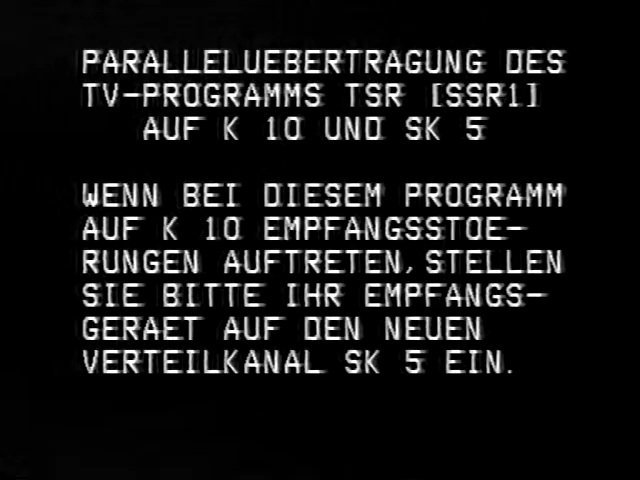 PARALLELUEBERTRAGUNG DES
TV-PROGRAMMS TSR [SSR1]
AUF K 10 UND SK 5
WENN BEI DIESEM PROGRAMM
AUF K 10 EMPFANGSSTOE-
RUNGEN AUFTRETEN, STELLEN
SIE BITTE IHR EMPFANGS-
GERAET AUF DEN NEUEN
VERTEILKANAL SK 5 EIN.